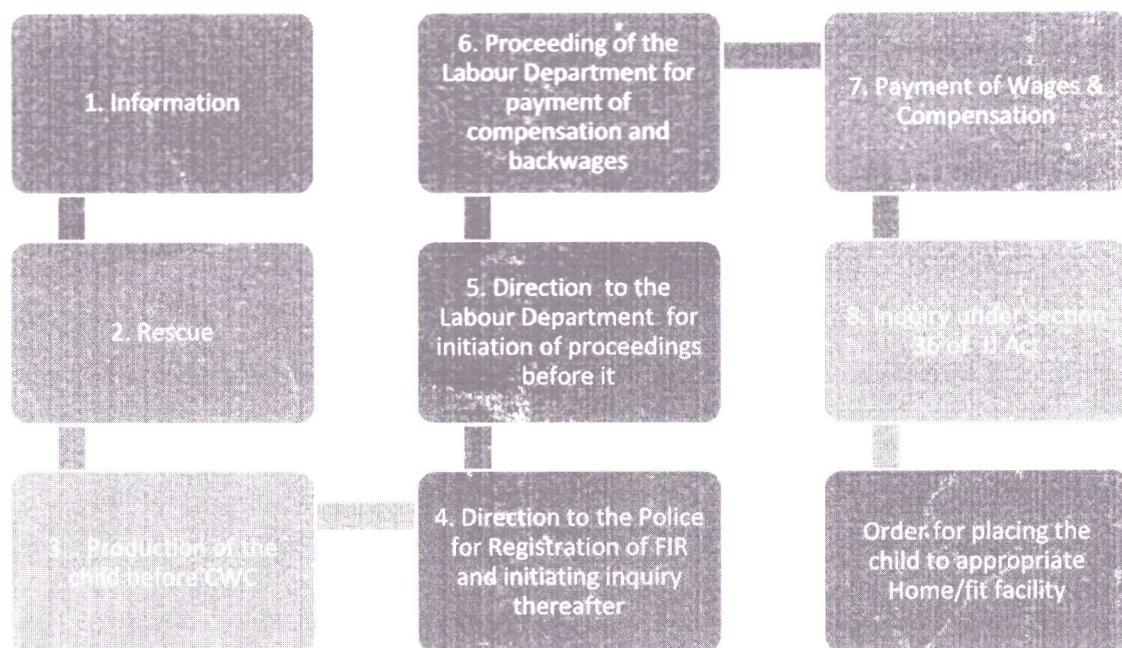 1. Information
2. Rescue
3. Production of the
child before CWC
4. Direction to the Police
for Registration of FIR
and initiating inquiry
thereafter
5. Direction to the
Labour Department for
initiation of proceedings
before it
6. Proceeding of the
Labour Department for
payment of
compensation and
backwages
7. Payment of Wages &
Compensation
8. Inquiry under section
36 of JJ Act
Order for placing the
child to appropriate
Home/fit facility